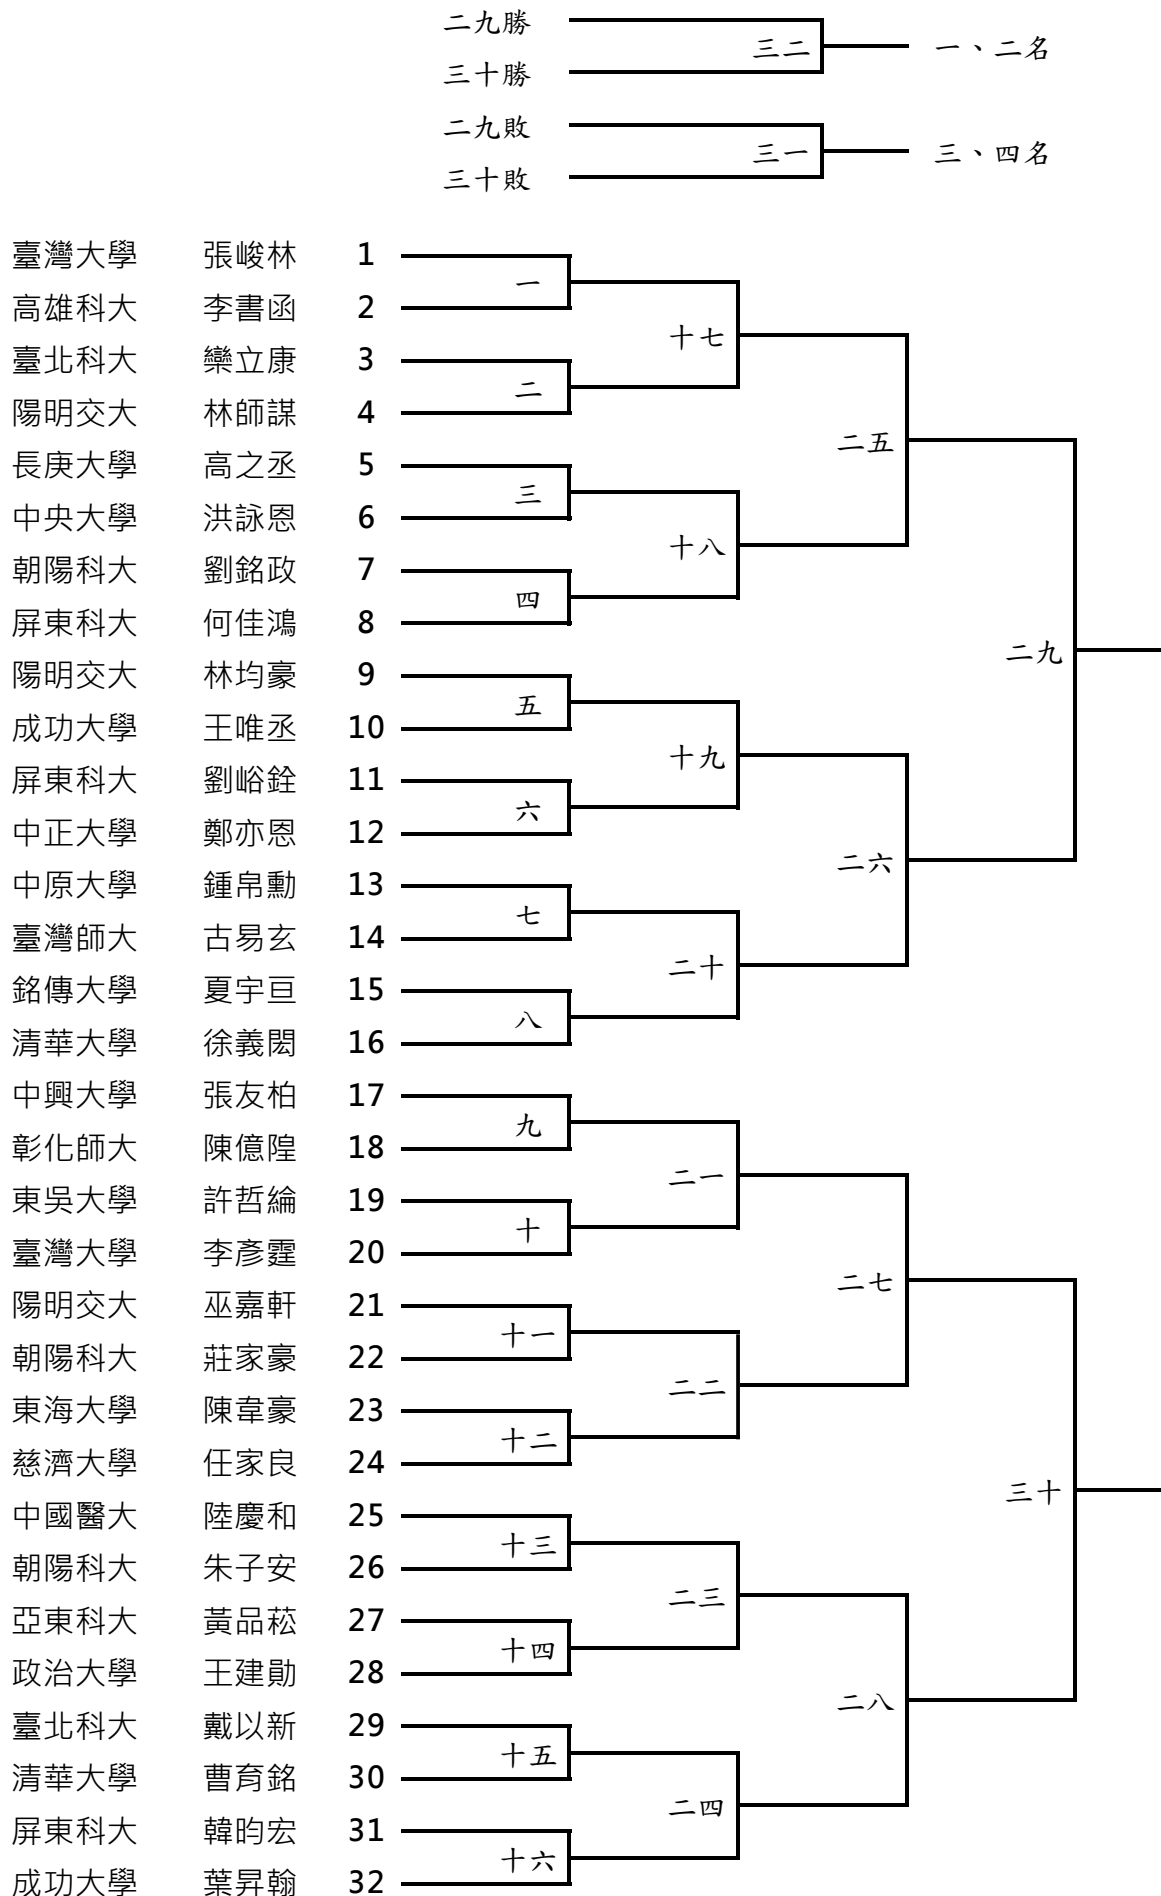 二九勝
三二 一、二名
三十勝
二九敗
三一 三、四名
三十敗
臺灣大學 張峻林 1
一
高雄科大 李書函 2
十七
臺北科大 欒立康 3
二
陽明交大 林師謀 4
二五
長庚大學 高之丞 5
三
中央大學 洪詠恩 6
十八
朝陽科大 劉銘政 7
四
屏東科大 何佳鴻 8
二九
陽明交大 林均豪 9
五
成功大學 王唯丞 10
十九
屏東科大 劉峪銓 11
六
中正大學 鄭亦恩 12
二六
中原大學 鍾帛勳 13
七
臺灣師大 古易玄 14
二十
銘傳大學 夏宇亘 15
八
清華大學 徐義閎 16
中興大學 張友柏 17
九
彰化師大 陳億隍 18
二一
東吳大學 許哲綸 19
十
臺灣大學 李彥霆 20
二七
陽明交大 巫嘉軒 21
十一
朝陽科大 莊家豪 22
二二
東海大學 陳韋豪 23
十二
慈濟大學 任家良 24
三十
中國醫大 陸慶和 25
十三
朝陽科大 朱子安 26
二三
亞東科大 黃品菘 27
十四
政治大學 王建勛 28
二八
臺北科大 戴以新 29
十五
清華大學 曹育銘 30
二四
屏東科大 韓昀宏 31
十六
成功大學 葉昇翰 32